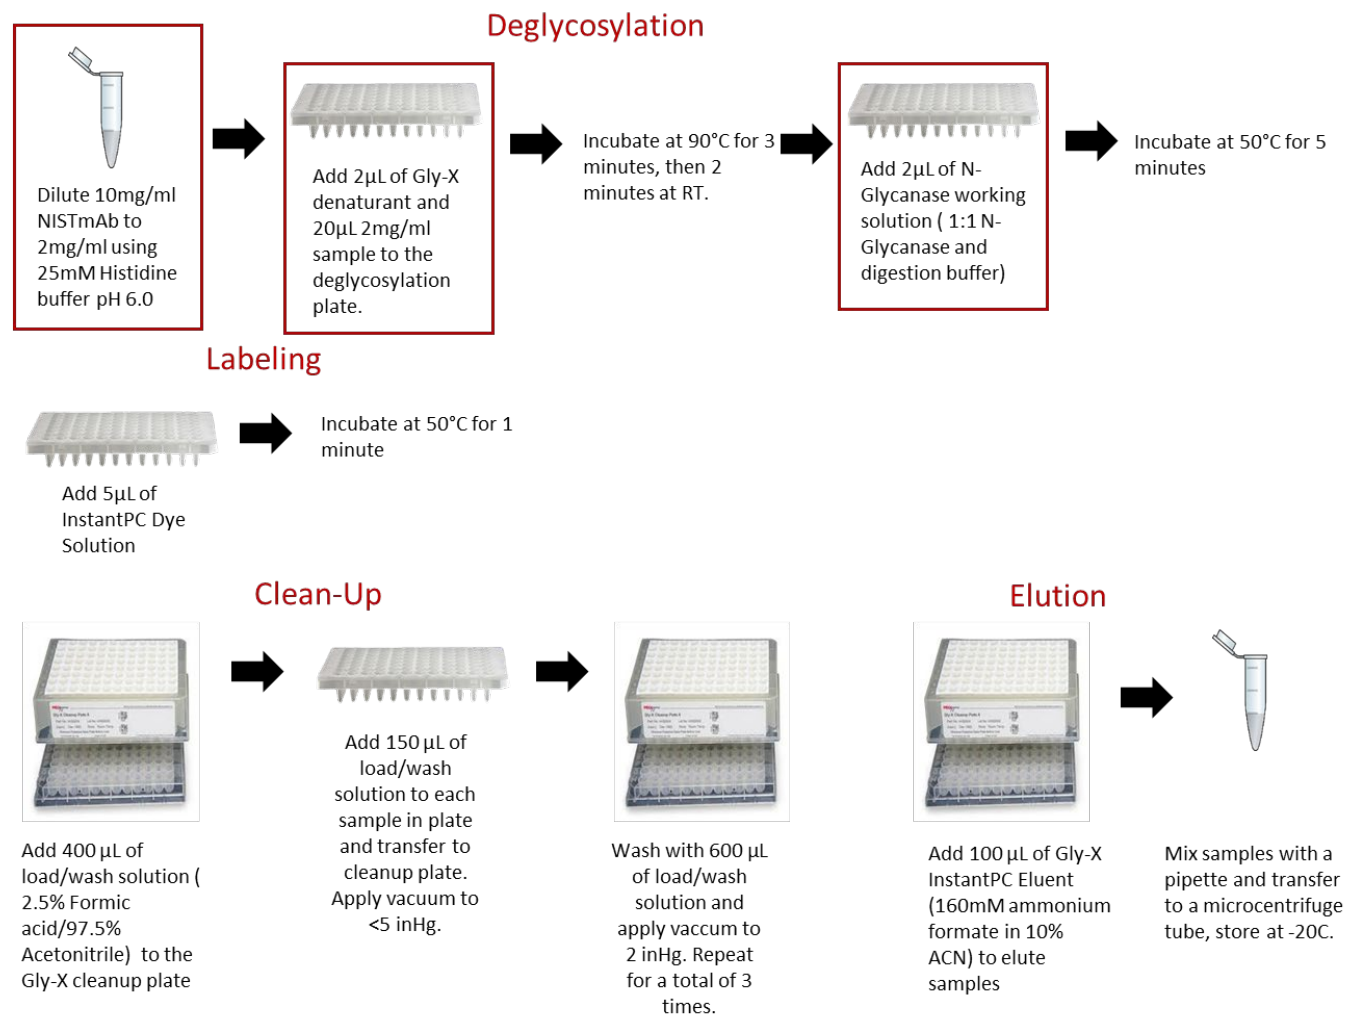 Deglycosylation
Dilute 10mg/ml
NISTmAb to
2mg/ml using
25mM Histidine
buffer pH 6.0
Add 2µL of Gly-X
denaturant and
20µL 2mg/ml
sample to the
deglycosylation
plate.
Incubate at 90°C for 3
minutes, then 2
minutes at RT.
Add 2µL of N-
Glycanase working
solution ( 1:1 N-
Glycanase and
digestion buffer)
Incubate at 50°C for 5
minutes
Labeling
Add 5µL of
InstantPC Dye
Solution
Incubate at 50°C for 1
minute
Clean-Up
Add 400 µL of
load/wash solution (
2.5% Formic
acid/97.5%
Acetonitrile)  to the
Gly-X cleanup plate
Add 150 µL of
load/wash
solution to each
sample in plate
and transfer to
cleanup plate.
Apply vacuum to
<5 inHg.
Wash with 600 µL
of load/wash
solution and
apply vaccum to
2 inHg. Repeat
for a total of 3
times.
Elution
Add 100 µL of Gly-X
InstantPC Eluent
(160mM ammonium
formate in 10%
ACN) to elute
samples
Mix samples with a
pipette and transfer
to a microcentrifuge
tube, store at -20C.